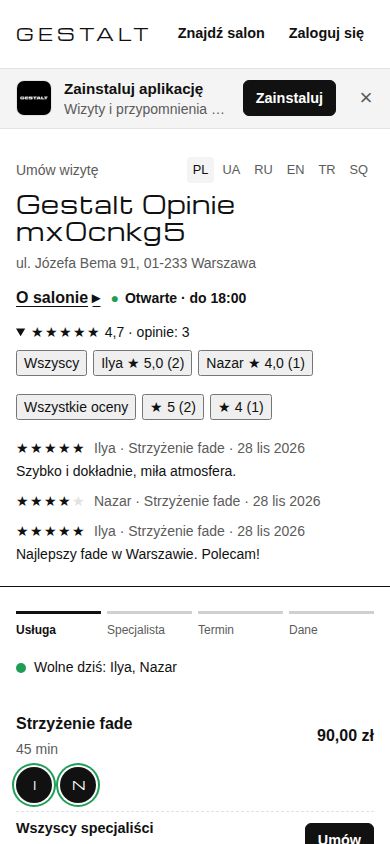 GESTALT Znajdź salon Zaloguj się
GESTALT
Zainstaluj aplikację
Wizyty i przypomnienia …
Zainstaluj ×
Umów wizytę PL UA RU EN TR SQ
Gestalt Opinie
mx0cnkg5
ul. Józefa Bema 91, 01-233 Warszawa
O salonie ▸ ● Otwarte · do 18:00
▼ ★★★★★ 4,7 · opinie: 3
Wszyscy Ilya ★ 5,0 (2) Nazar ★ 4,0 (1)
Wszystkie oceny ★ 5 (2) ★ 4 (1)
★★★★★ Ilya · Strzyżenie fade · 28 lis 2026
Szybko i dokładnie, miła atmosfera.
★★★★★ Nazar · Strzyżenie fade · 28 lis 2026
★★★★★ Ilya · Strzyżenie fade · 28 lis 2026
Najlepszy fade w Warszawie. Polecam!
Usługa Specjalista Termin Dane
Wolne dziś: Ilya, Nazar
Strzyżenie fade
45 min
90,00 zł
I N
Wszyscy specjaliści
Umów